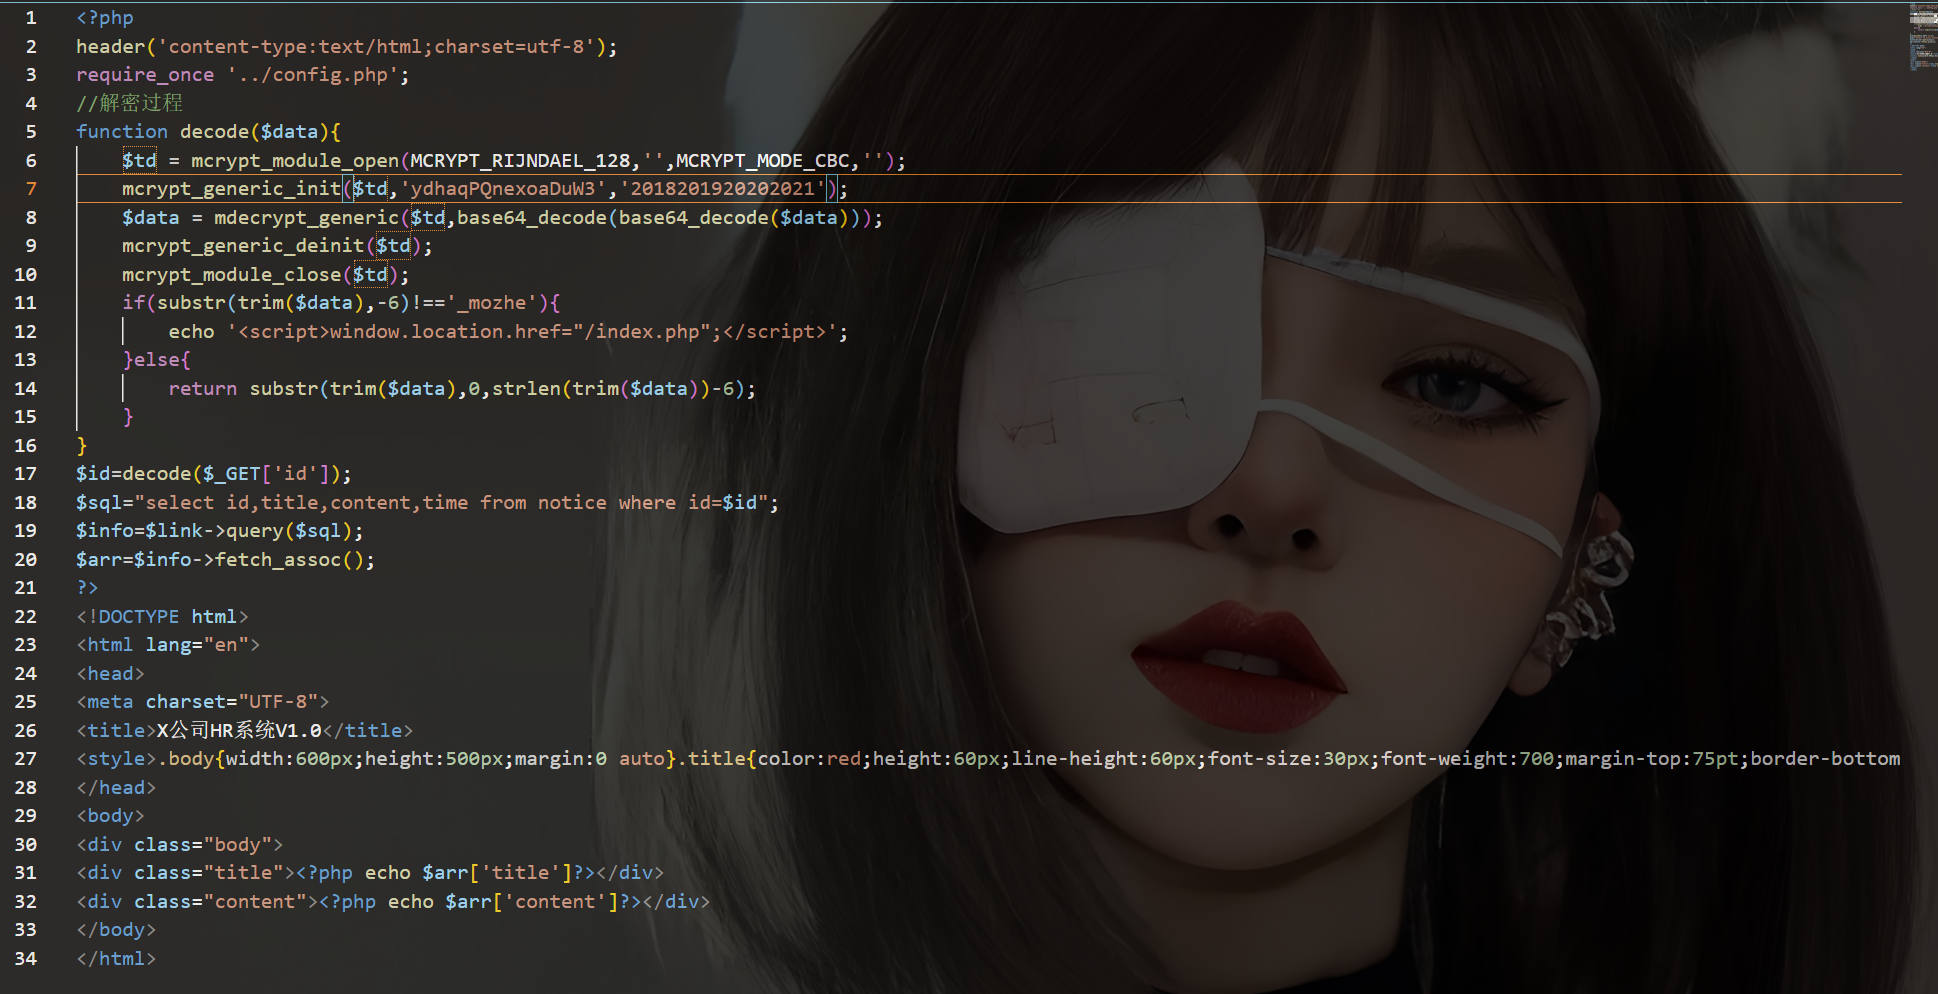 1 <?php
2 header('content-type:text/html;charset=utf-8');
3 require_once '../config.php';
4 //解密过程
5 function decode($data){
6 $td = mcrypt_module_open(MCRYPT_RIJNDAEL_128,'',MCRYPT_MODE_CBC,'');
7 mcrypt_generic_init($td,'ydhaqPQnexoaDuW3','2018201920202021');
8 $data = mdecrypt_generic($td,base64_decode(base64_decode($data)));
9 mcrypt_generic_deinit($td);
10 mcrypt_module_close($td);
11 if(substr(trim($data),-6)!=='_mozhe'){
12 echo '<script>window.location.href="/index.php";</script>';
13 }else{
14 return substr(trim($data),0,strlen(trim($data))-6);
15 }
16 }
17 $id=decode($_GET['id']);
18 $sql="select id,title,content,time from notice where id=$id";
19 $info=$link->query($sql);
20 $arr=$info->fetch_assoc();
21 ?>
22 <!DOCTYPE html>
23 <html lang="en">
24 <head>
25 <meta charset="UTF-8">
26 <title>X公司HR系统V1.0</title>
27 <style>.body{width:600px;height:500px;margin:0 auto}.title{color:red;height:60px;line-height:60px;font-size:30px;font-weight:700;margin-top:75pt;border-bottom
28 </head>
29 <body>
30 <div class="body">
31 <div class="title"><?php echo $arr['title']?></div>
32 <div class="content"><?php echo $arr['content']?></div>
33 </body>
34 </html>